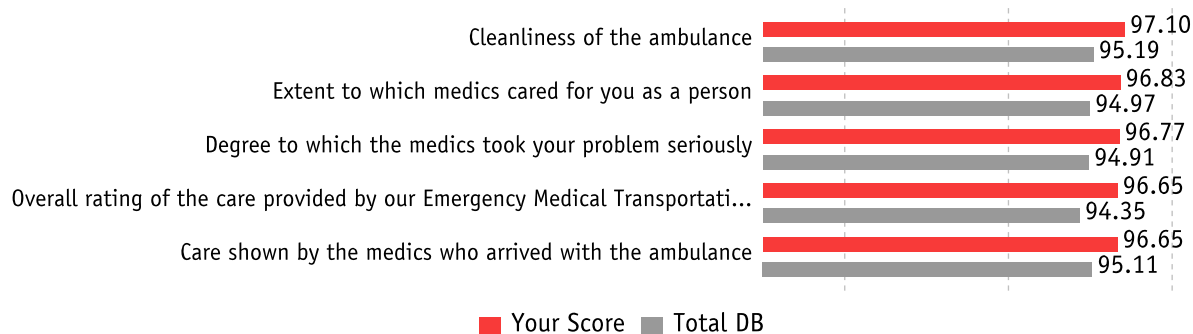 Cleanliness of the ambulance
97.10
95.19
Extent to which medics cared for you as a person
96.83
94.97
Degree to which the medics took your problem seriously
96.77
94.91
Overall rating of the care provided by our Emergency Medical Transportati...
96.65
94.35
Care shown by the medics who arrived with the ambulance
96.65
95.11
Your Score Total DB